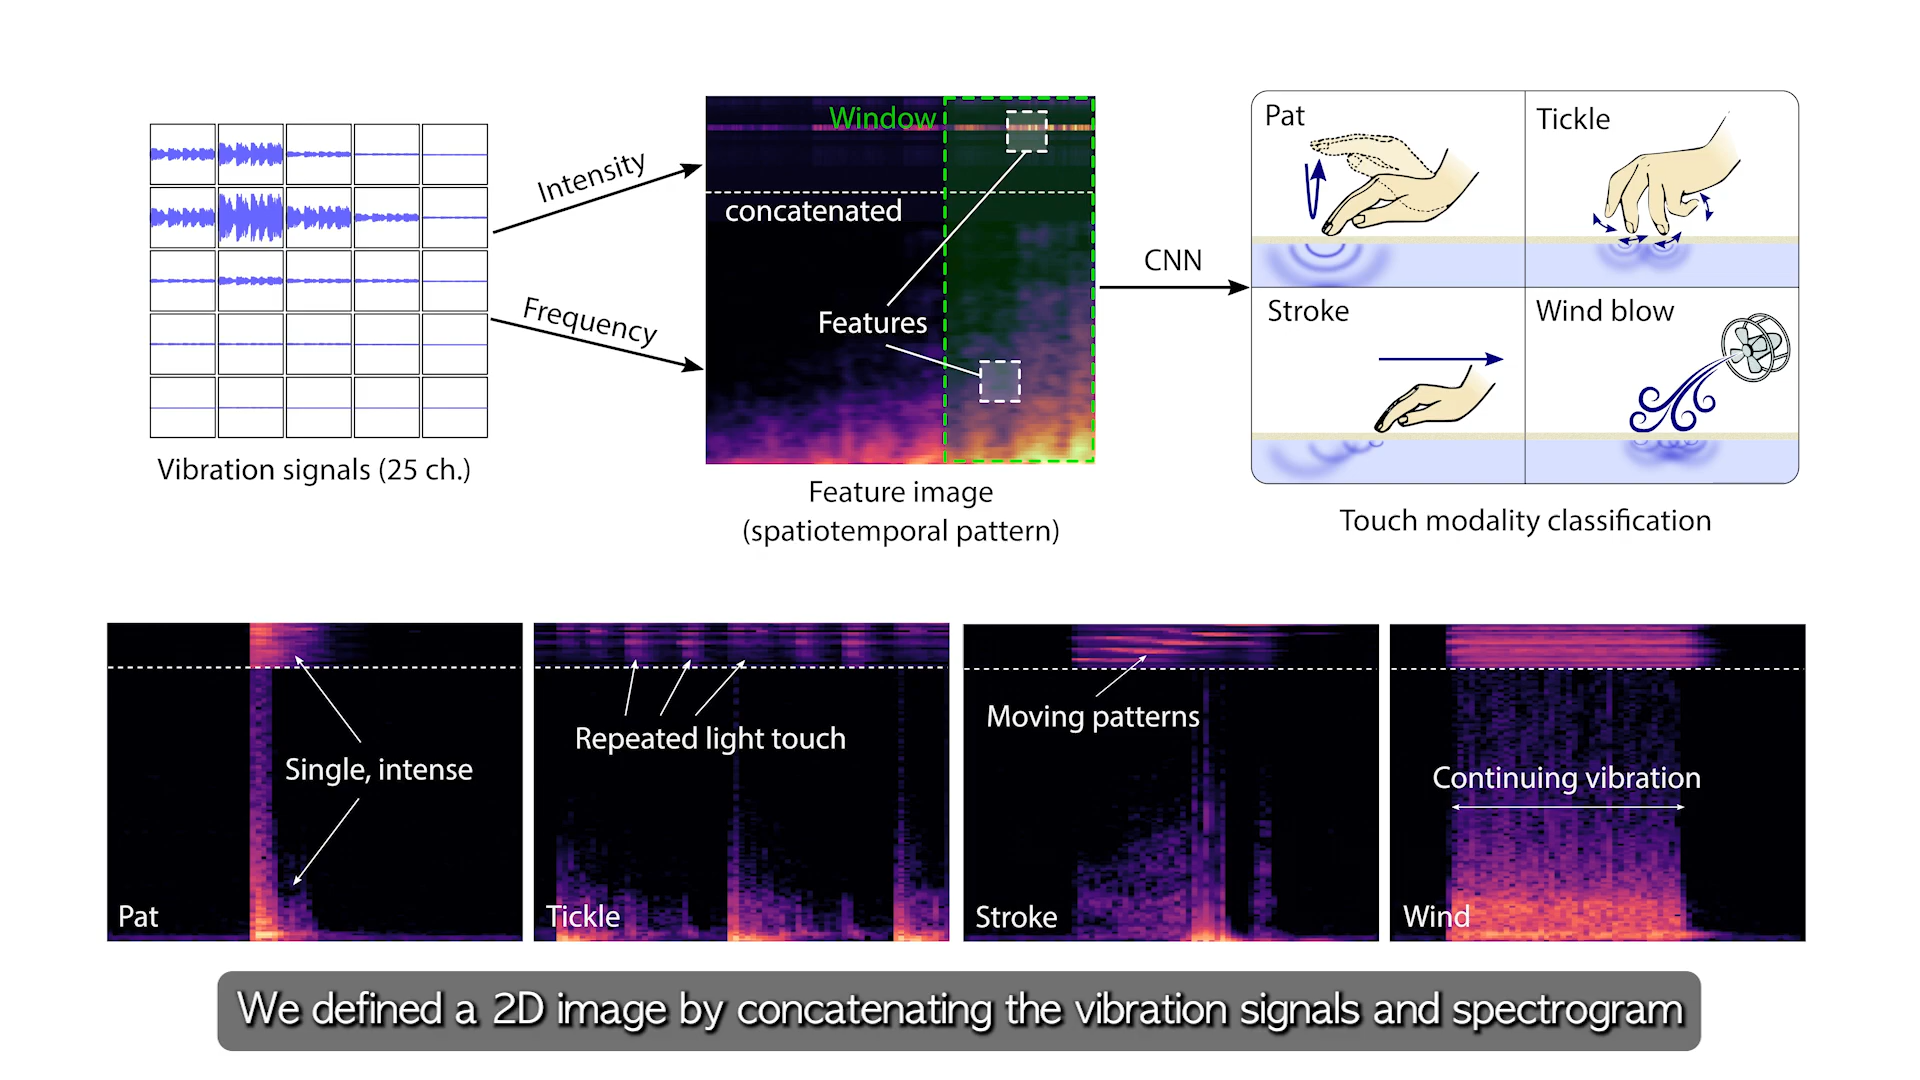 Vibration signals (25 ch.)
Intensity
Frequency
Window
concatenated
Features
Feature image
(spatiotemporal pattern)
CNN
Pat
Tickle
Stroke
Wind blow
Touch modality classification
Single, intense
Pat
Repeated light touch
Tickle
Moving patterns
Stroke
Continuing vibration
Wind
We defined a 2D image by concatenating the vibration signals and spectrogram